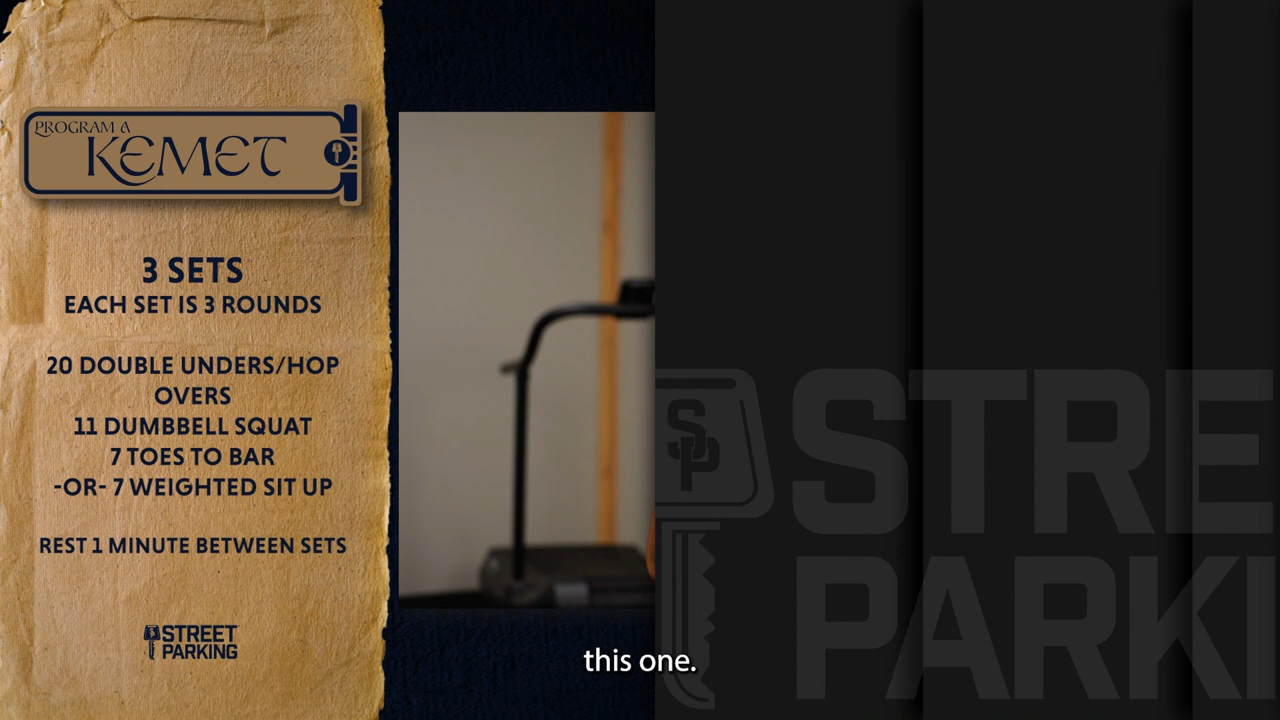 PROGRAM A
KEMET
3 SETS
EACH SET IS 3 ROUNDS
20 DOUBLE UNDERS/HOP
OVERS
11 DUMBBELL SQUAT
7 TOES TO BAR
-OR- 7 WEIGHTED SIT UP
REST 1 MINUTE BETWEEN SETS
STREET
PARKING
this one.
SP
STRE
PARKI